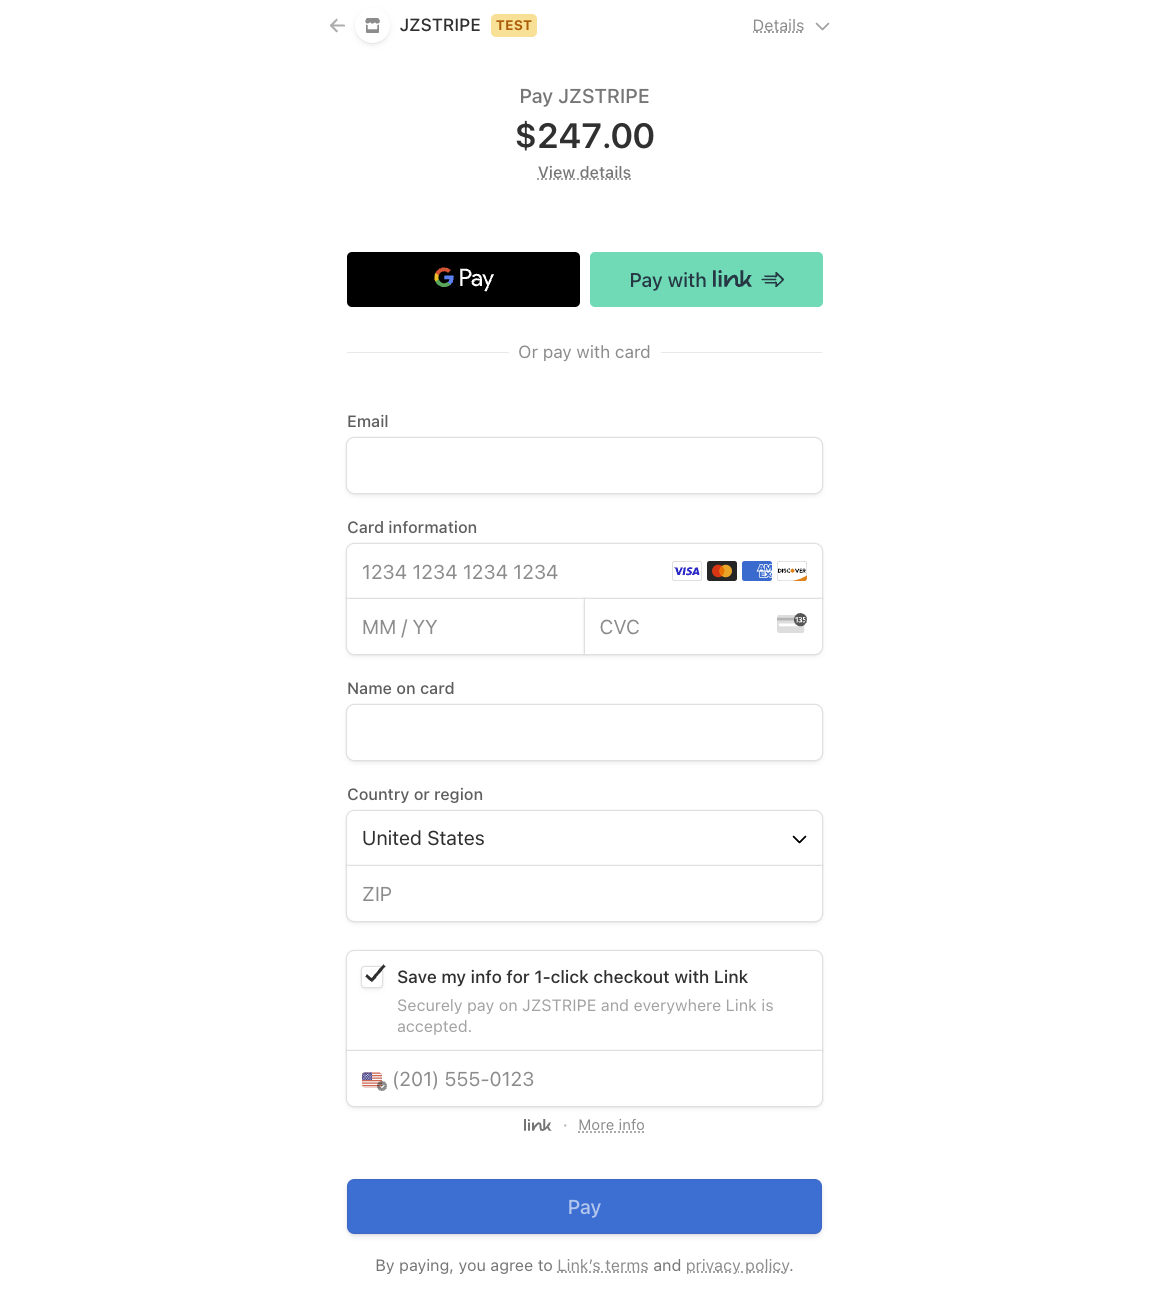 JZSTRIPE TEST Details
Pay JZSTRIPE
$247.00
View details
G Pay Pay with link
Or pay with card
Email
Card information
1234 1234 1234 1234 VISA AMEX DISCOVER
MM / YY CVC 135
Name on card
Country or region
United States
ZIP
Save my info for 1-click checkout with Link
Securely pay on JZSTRIPE and everywhere Link is
accepted.
(201) 555-0123
link · More info
Pay
By paying, you agree to Link's terms and privacy policy.